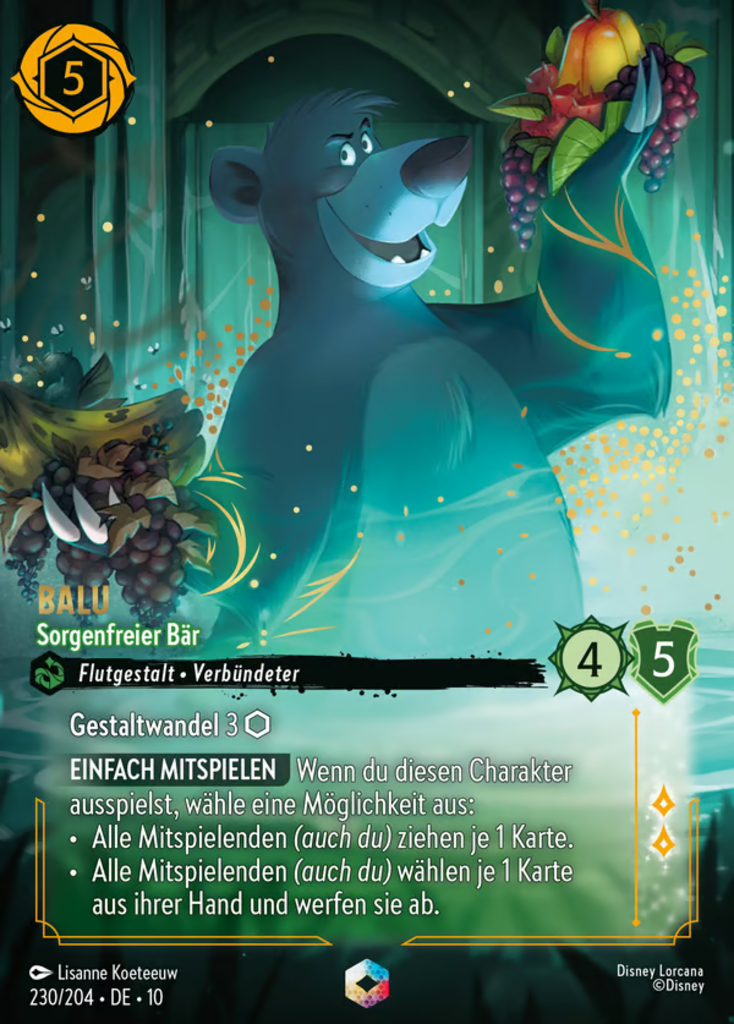 5
BALU
Sorgenfreier Bär
Flutgestalt • Verbündeter
4
5
Gestaltwandel 3
EINFACH MITSPIELEN Wenn du diesen Charakter
ausspielst, wähle eine Möglichkeit aus:
• Alle Mitspielenden (auch du) ziehen je 1 Karte.
• Alle Mitspielenden (auch du) wählen je 1 Karte
aus ihrer Hand und werfen sie ab.
Lisanne Koeteeuw
230/204 • DE • 10
Disney Lorcana
©Disney